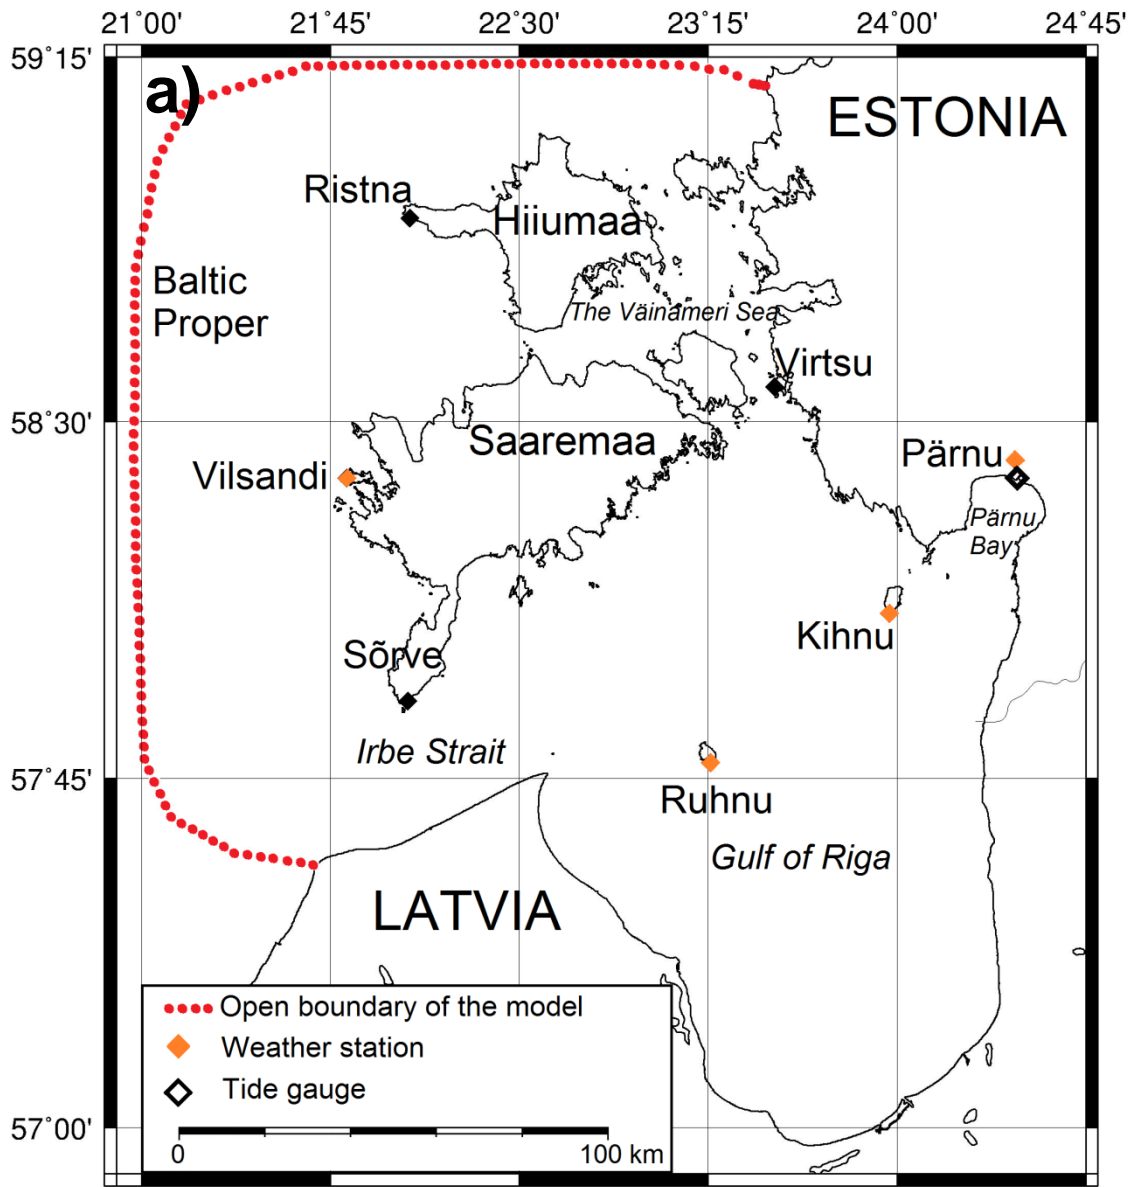 21°00'
21°45'
22°30'
23°15'
24°00'
24°45'
59°15'
a)
ESTONIA
Ristna
Hiiumaa
Baltic
Proper
The Väinameri Sea
Virtsu
58°30'
Saaremaa
Pärnu
Vilsandi
Pärnu
Bay
Kihnu
Sõrve
Irbe Strait
57°45'
Ruhnu
Gulf of Riga
LATVIA
Open boundary of the model
Weather station
Tide gauge
57°00'
0
100 km